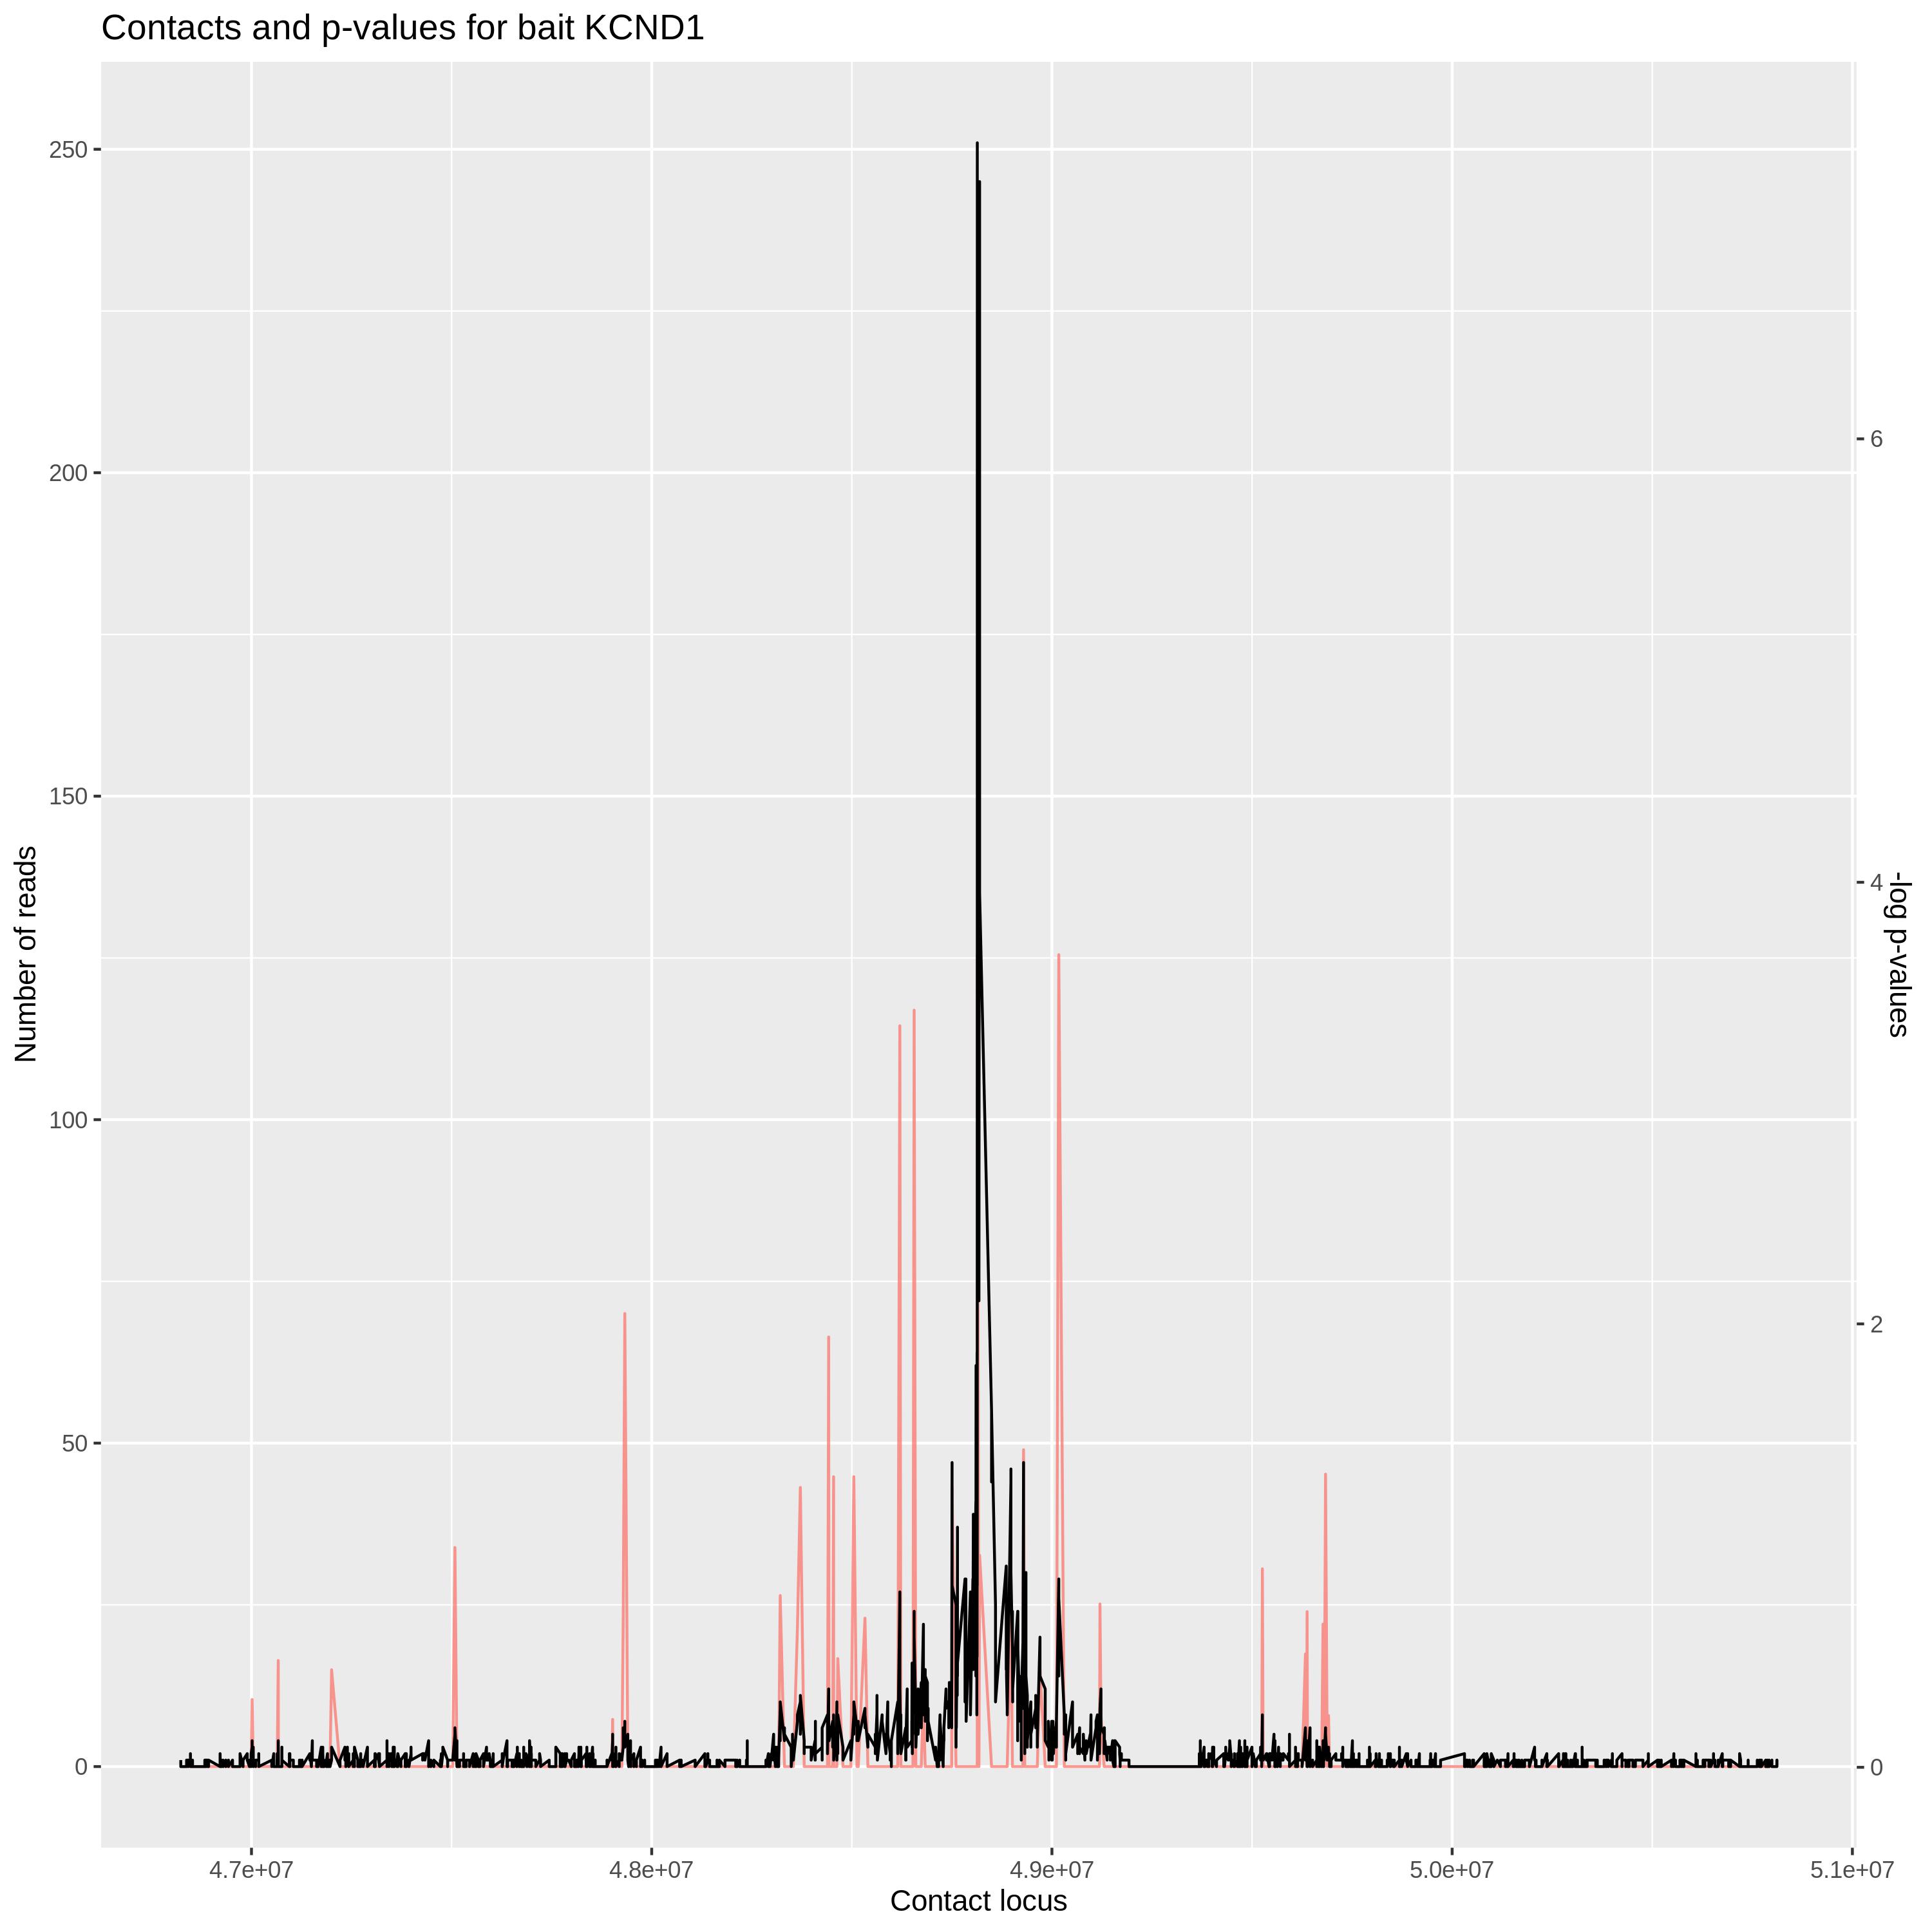 Contacts and p-values for bait KCND1
250
200
150
100
50
0
Number of reads
6
4
2
0
-log p-values
4.7e+07
4.8e+07
4.9e+07
5.0e+07
5.1e+07
Contact locus